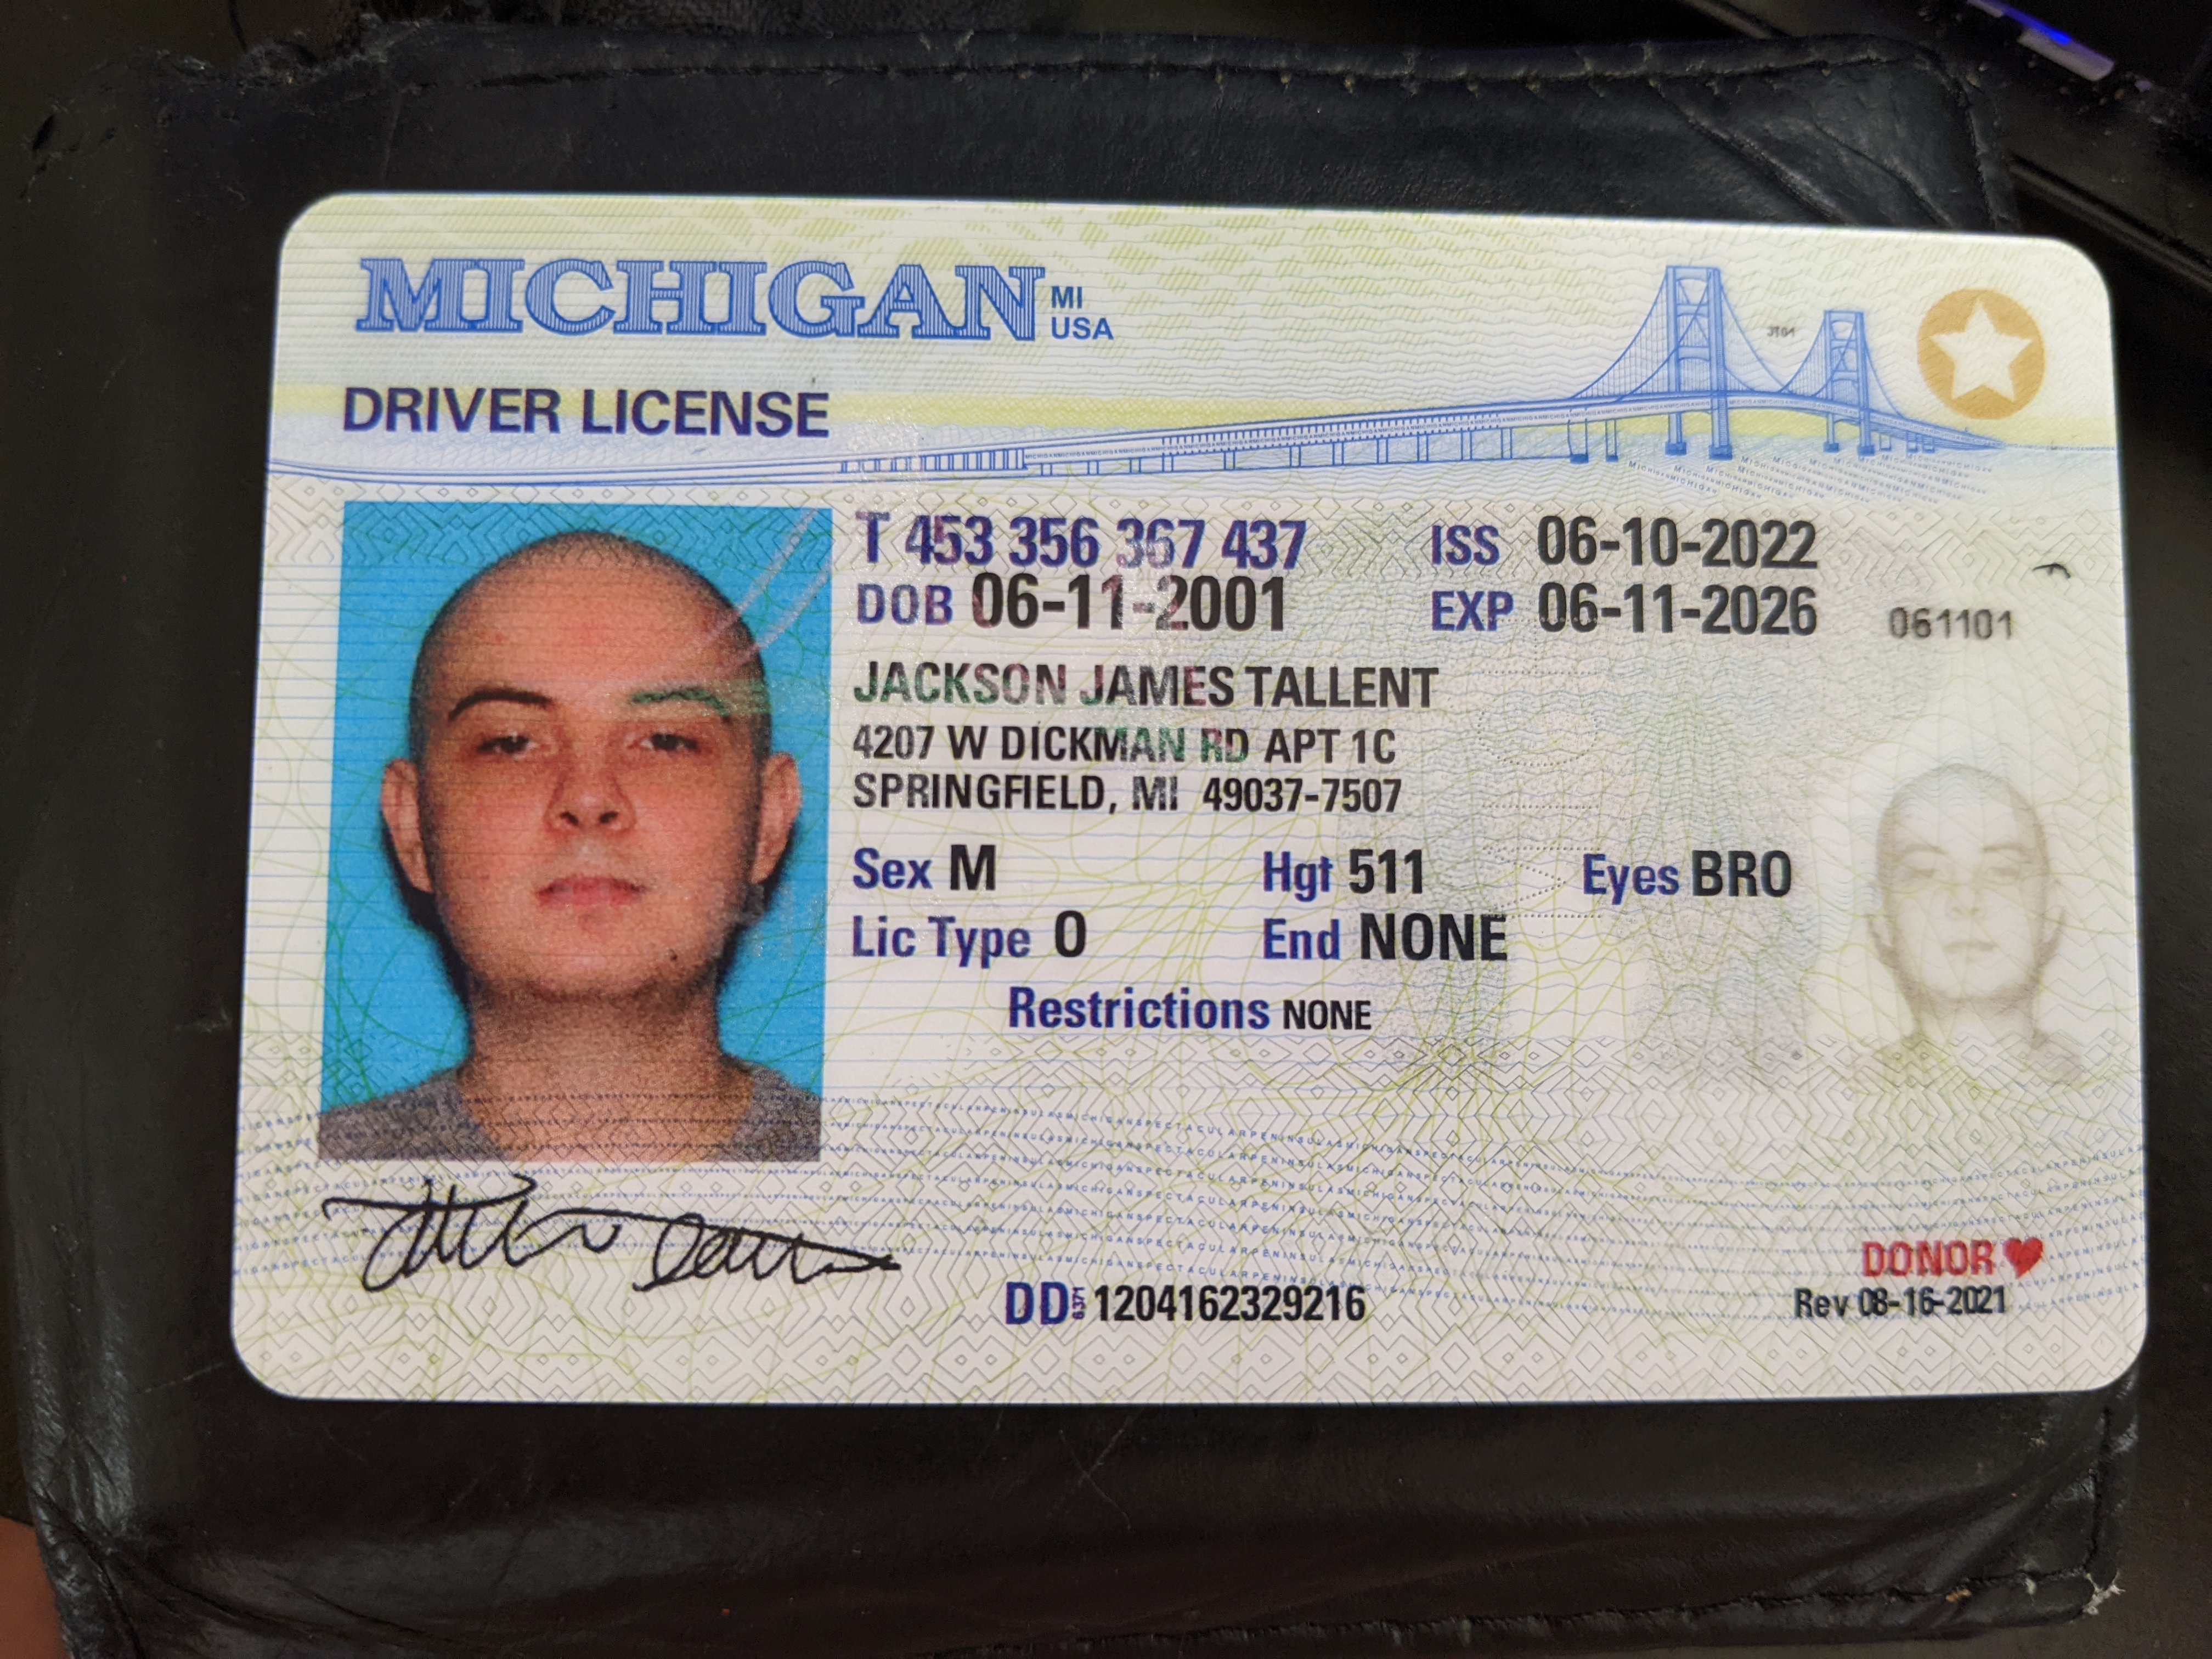 MICHIGAN MI
USA
DRIVER LICENSE
T 453 356 367 437 ISS 06-10-2022
DOB 06-11-2001 EXP 06-11-2026
061101
JACKSON JAMES TALLENT
4207 W DICKMAN RD APT 1C
SPRINGFIELD, MI 49037-7507
Sex M Hgt 511 Eyes BRO
Lic Type O End NONE
Restrictions NONE
DONOR
DD 6371 1204162329216
Rev 08-16-2021